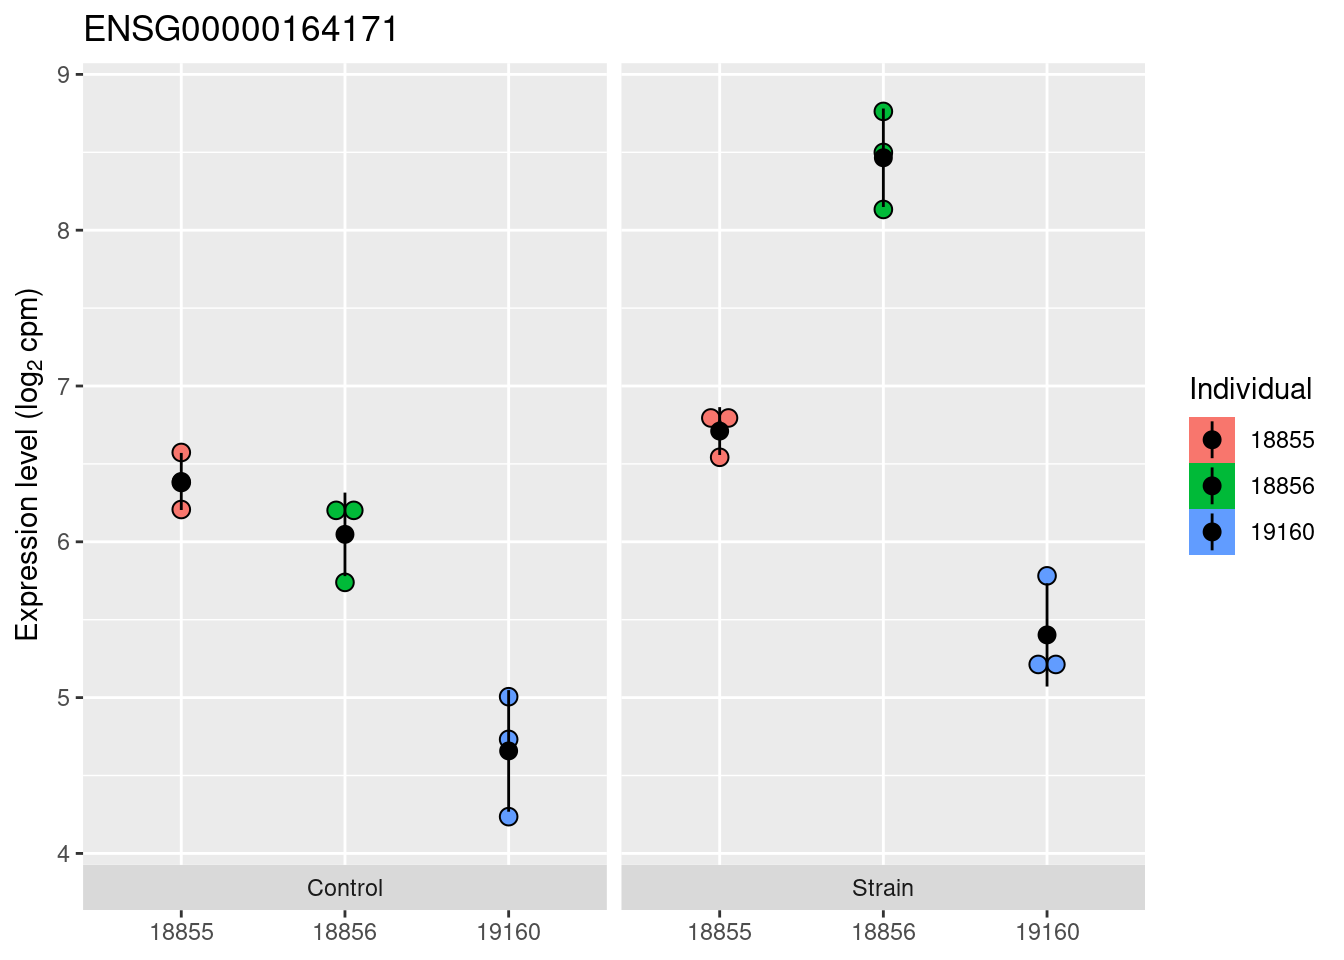 ENSG00000164171
Expression level (log₂ cpm)
9
8
7
6
5
4
Control
Strain
18855 18856 19160
18855 18856 19160
Individual
18855
18856
19160